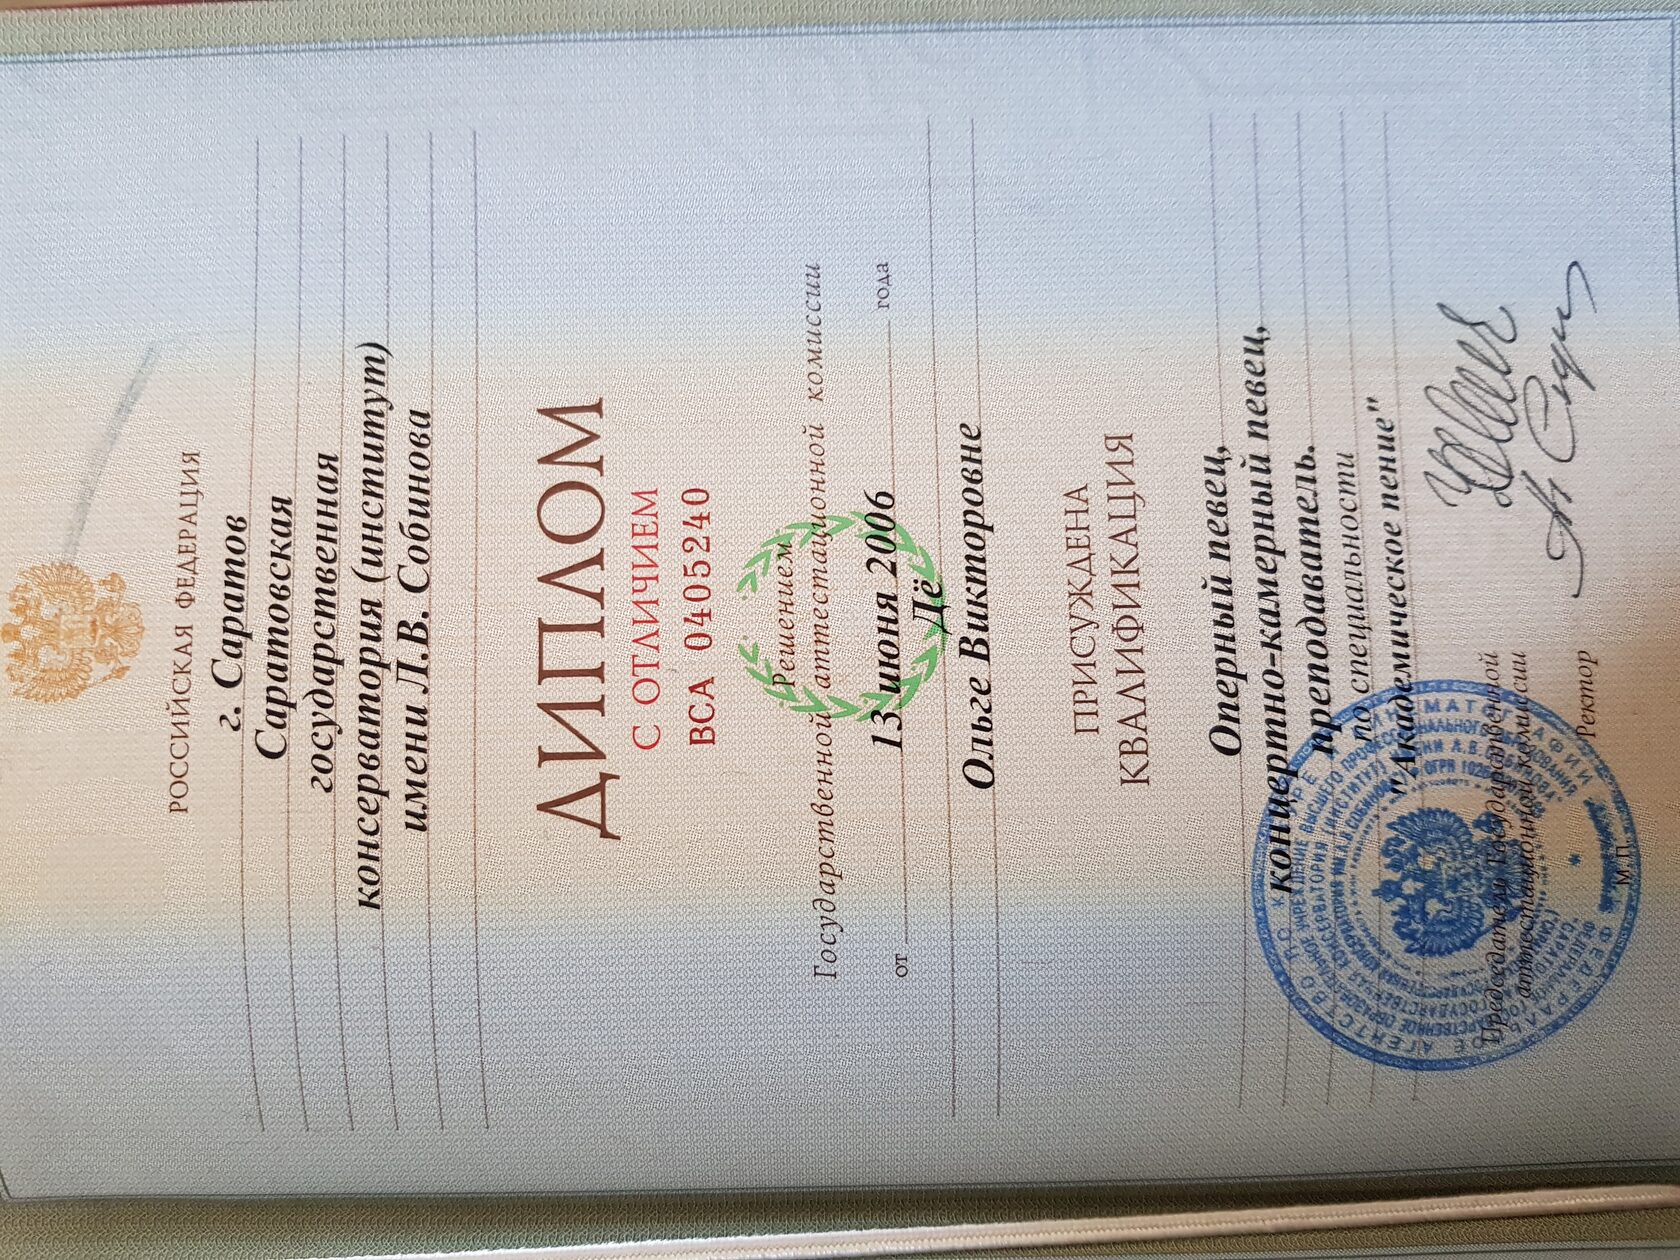 РОССИЙСКАЯ ФЕДЕРАЦИЯ
г. Саратов
Саратовская
государственная
консерватория (институт)
имени Л.В. Собинова
ДИПЛОМ
С ОТЛИЧИЕМ
ВСА 0405240
Решением
Государственной аттестационной комиссии
от 13 июня 2006 года
Дё
Ольге Викторовне
ПРИСУЖДЕНА
КВАЛИФИКАЦИЯ
Оперный певец,
концертно-камерный певец,
преподаватель.
по специальности
"Академическое пение"
Председатель Государственной
аттестационной комиссии
Ректор
М.П.